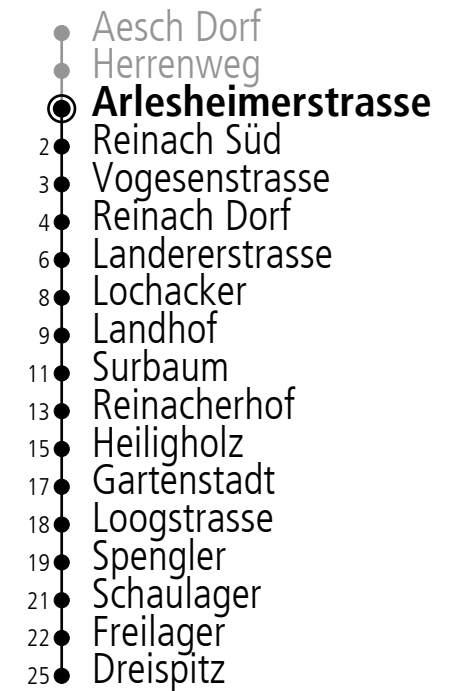 Aesch Dorf
Herrenweg
Arlesheimerstrasse
2 Reinach Süd
3 Vogesenstrasse
4 Reinach Dorf
6 Landererstrasse
8 Lochacker
9 Landhof
11 Surbaum
13 Reinacherhof
15 Heiligholz
17 Gartenstadt
18 Loogstrasse
19 Spengler
21 Schaulager
22 Freilager
25 Dreispitz